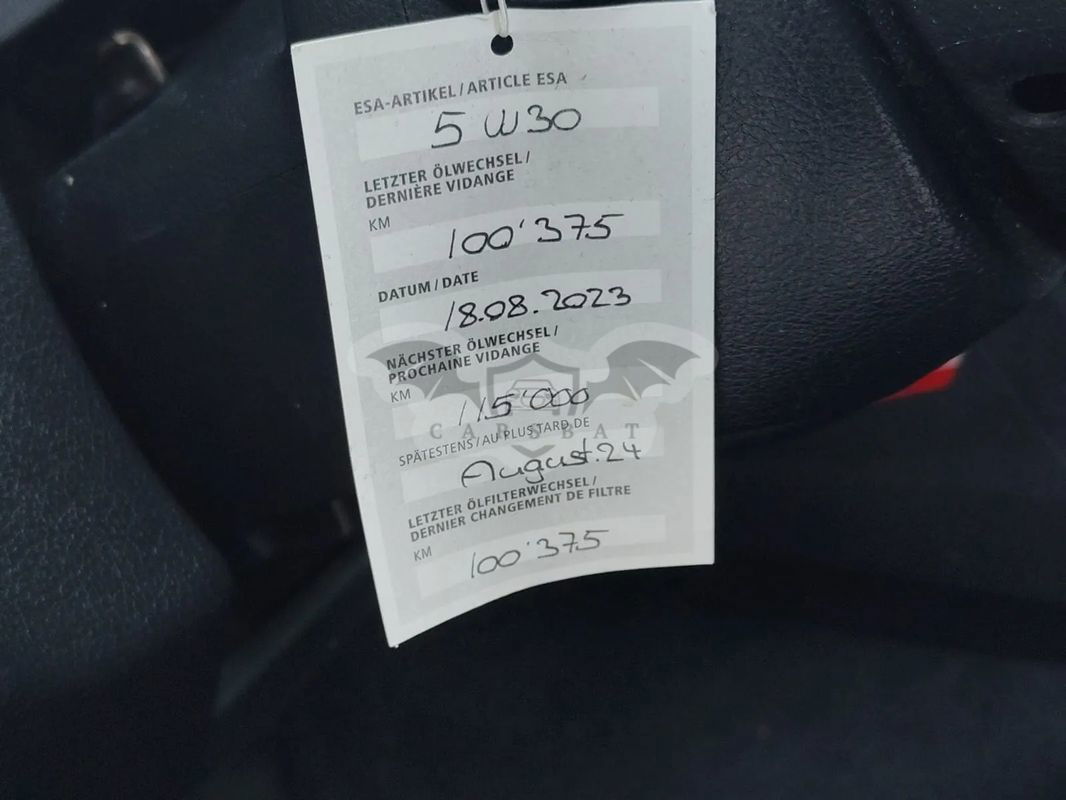 ESA-ARTIKEL / ARTICLE ESA
5W30
LETZTER ÖLWECHSEL /
DERNIÈRE VIDANGE
KM
100'375
DATUM / DATE
18.08.2023
NÄCHSTER ÖLWECHSEL /
PROCHAINE VIDANGE
KM
115'000
CARSBAT
SPÄTESTENS / AU PLUS TARD DE
August.24
LETZTER ÖLFILTERWECHSEL /
DERNIER CHANGEMENT DE FILTRE
KM
100'375